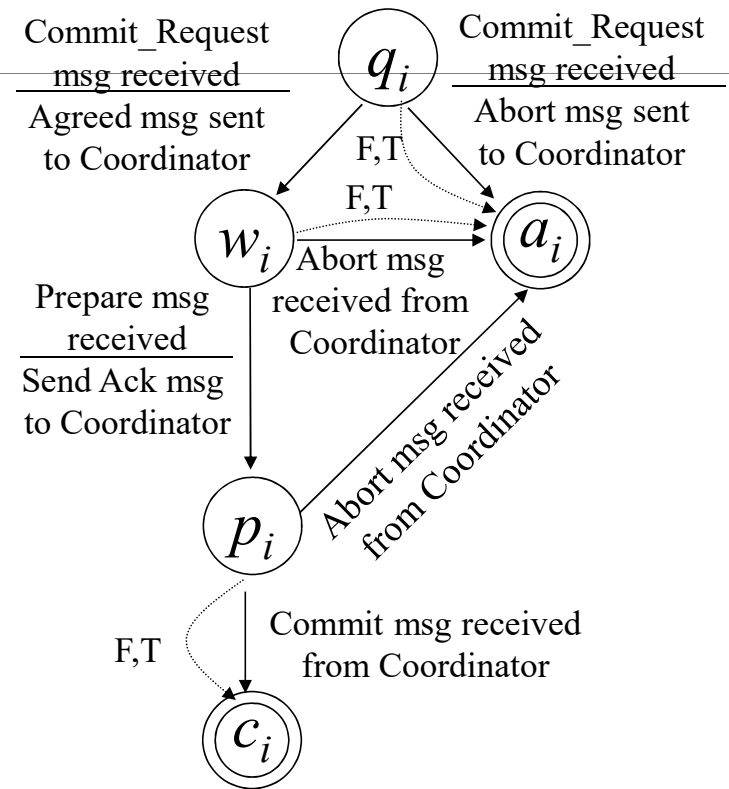 Commit_Request
msg received
Agreed msg sent
to Coordinator
q_i
Commit_Request
msg received
Abort msg sent
to Coordinator
F,T
F,T
w_i
a_i
Abort msg
received from
Coordinator
Prepare msg
received
Send Ack msg
to Coordinator
Abort msg received
from Coordinator
p_i
F,T
Commit msg received
from Coordinator
c_i